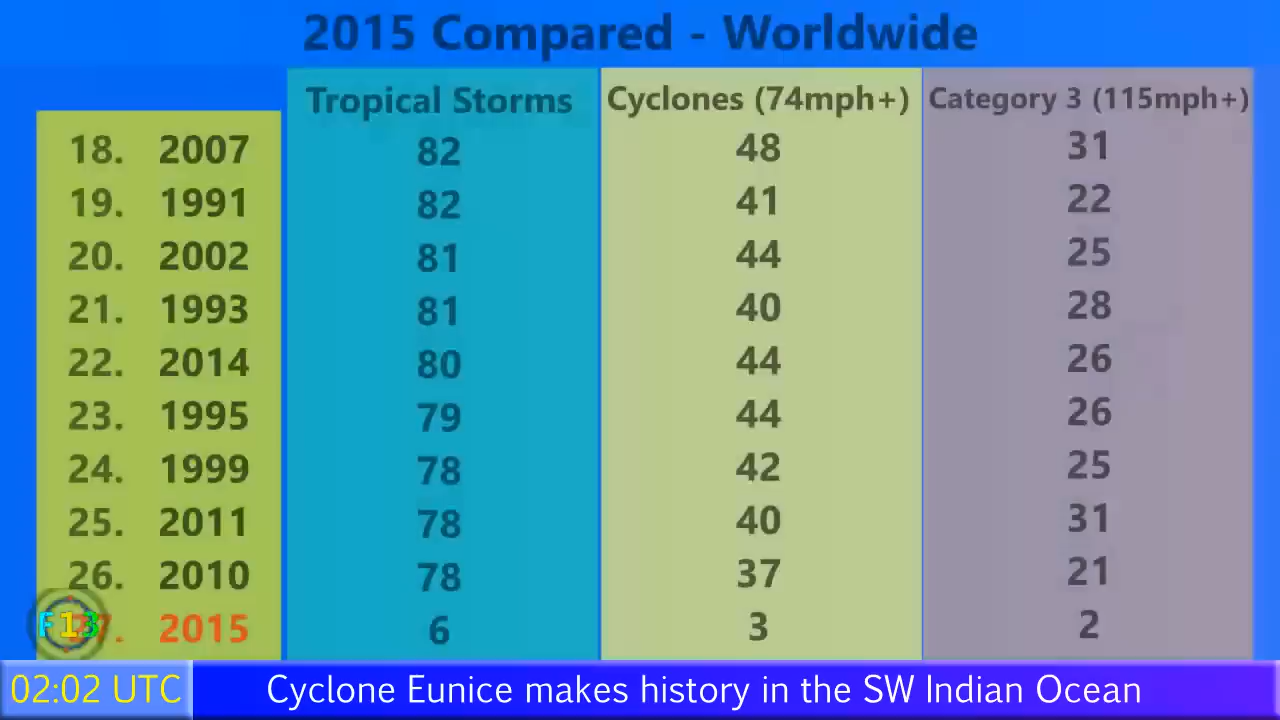 2015 Compared - Worldwide
Tropical Storms Cyclones (74mph+) Category 3 (115mph+)
18. 2007 82 48 31
19. 1991 82 41 22
20. 2002 81 44 25
21. 1993 81 40 28
22. 2014 80 44 26
23. 1995 79 44 26
24. 1999 78 42 25
25. 2011 78 40 31
26. 2010 78 37 21
27. 2015 6 3 2
F13
02:02 UTC Cyclone Eunice makes history in the SW Indian Ocean